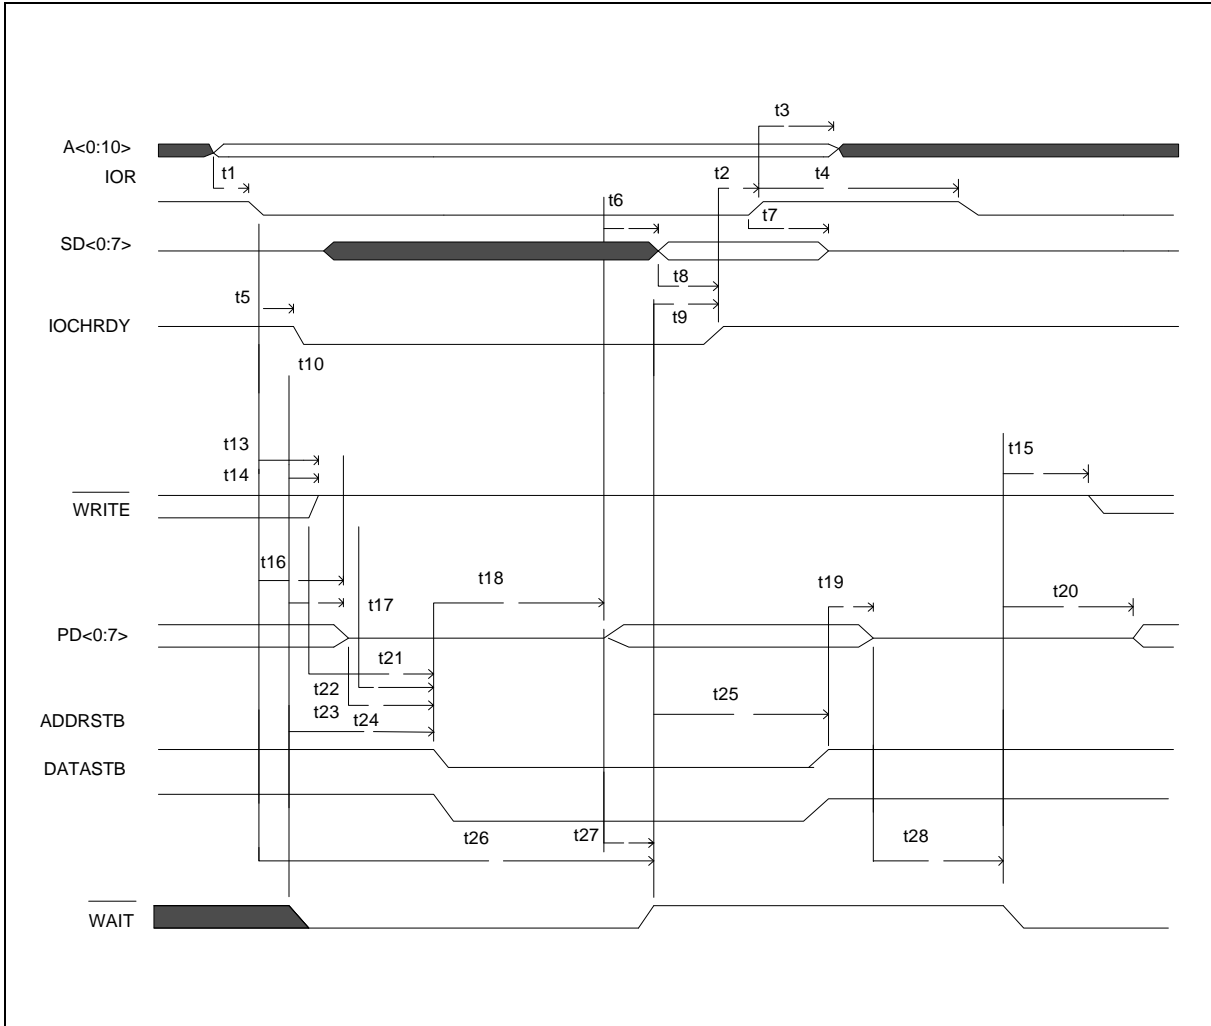 t3
A<0:10>
IOR
t1
t2
t4
t6
t7
SD<0:7>
t8
t5
t9
IOCHRDY
t10
t13
t14
t15
WRITE
t16
t17
t18
t19
t20
PD<0:7>
t21
t22
t23
t24
t25
ADDRSTB
DATASTB
t26
t27
t28
WAIT